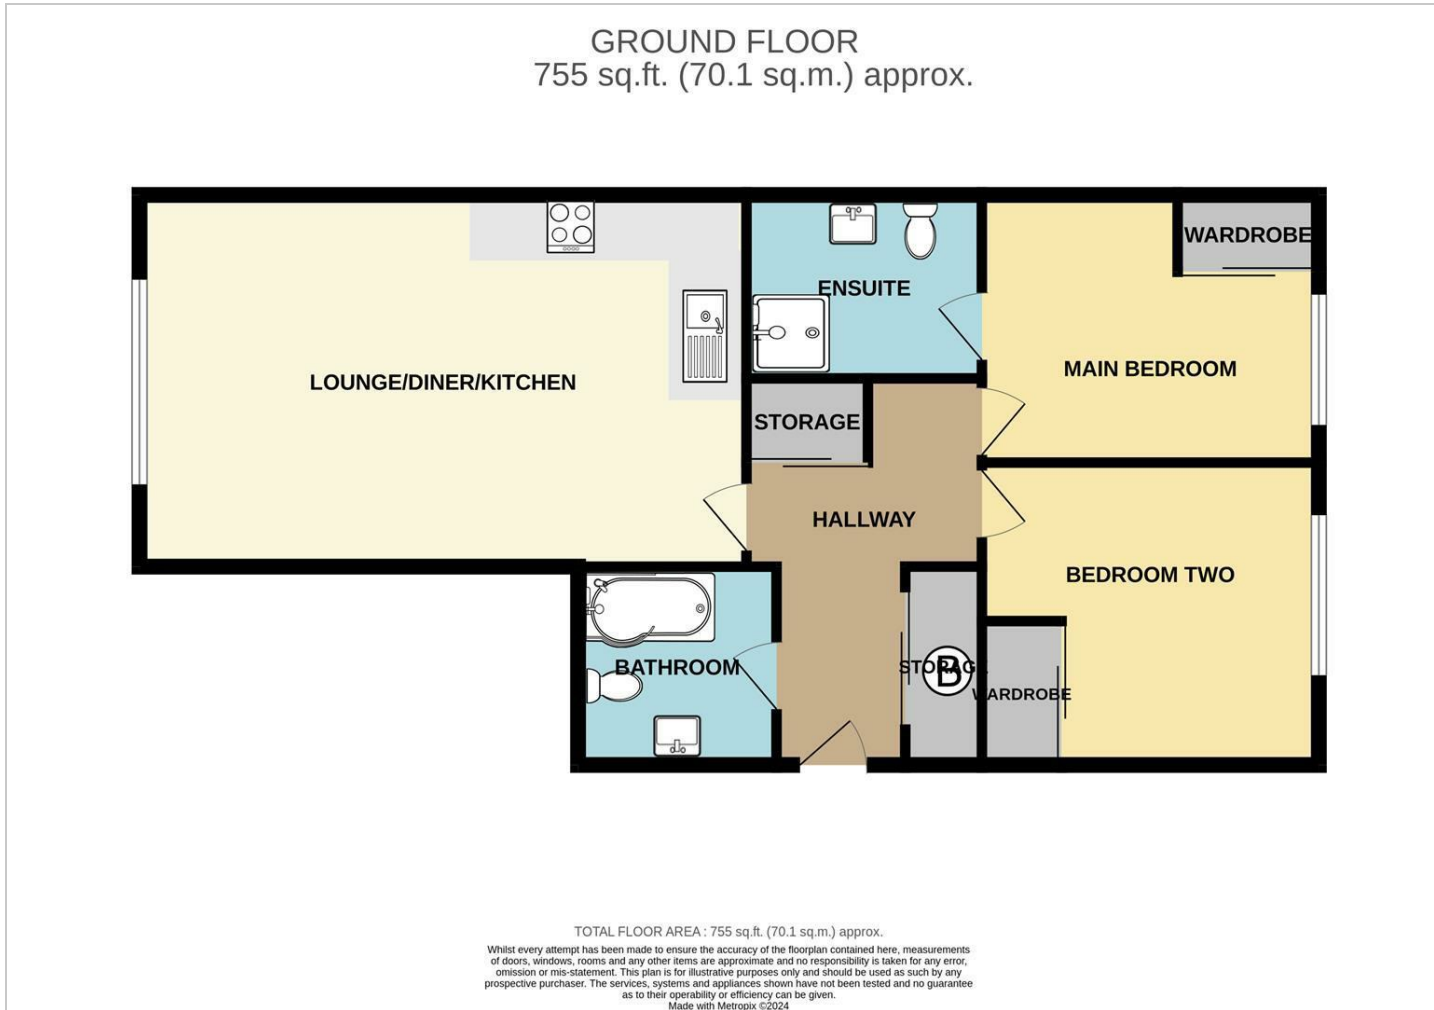 GROUND FLOOR
755 sq.ft. (70.1 sq.m.) approx.
WARDROBE
ENSUITE
MAIN BEDROOM
LOUNGE/DINER/KITCHEN
STORAGE
HALLWAY
BEDROOM TWO
BATHROOM
STORAGE
B
WARDROBE
TOTAL FLOOR AREA : 755 sq.ft. (70.1 sq.m.) approx.
Whilst every attempt has been made to ensure the accuracy of the floorplan contained here, measurements
of doors, windows, rooms and any other items are approximate and no responsibility is taken for any error,
omission or mis-statement. This plan is for illustrative purposes only and should be used as such by any
prospective purchaser. The services, systems and appliances shown have not been tested and no guarantee
as to their operability or efficiency can be given.
Made with Metropix ©2024